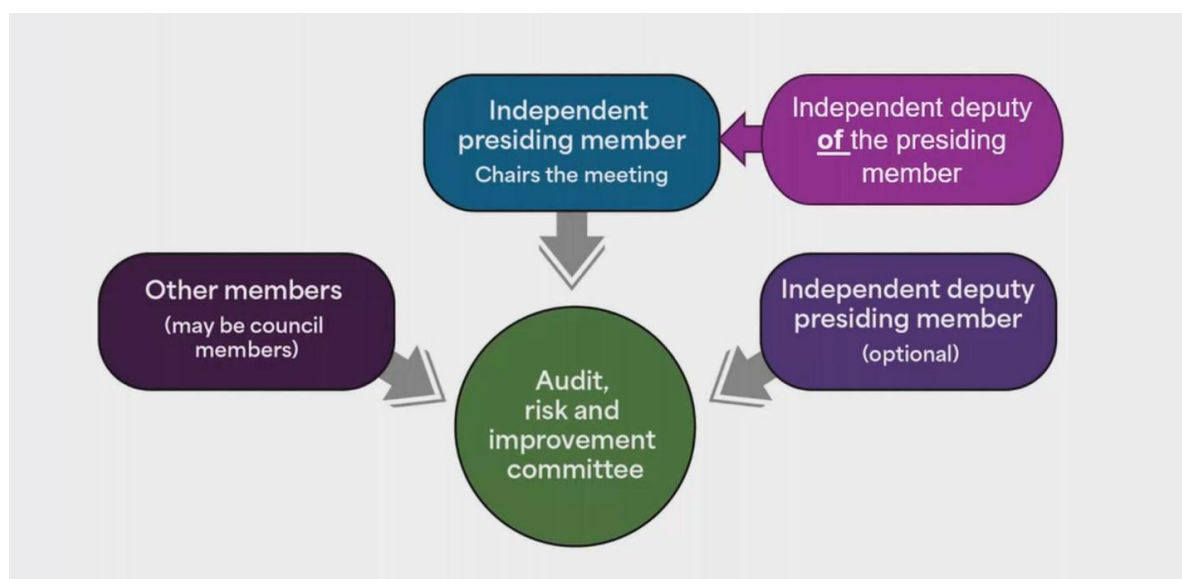 Independent
presiding member
Chairs the meeting
Independent deputy
of the presiding
member
Other members
(may be council
members)
Independent deputy
presiding member
(optional)
Audit,
risk and
improvement
committee